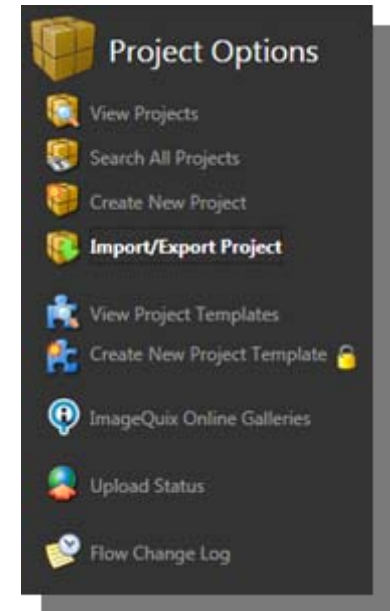 Project Options
View Projects
Search All Projects
Create New Project
Import/Export Project
View Project Templates
Create New Project Template
ImageQuix Online Galleries
Upload Status
Flow Change Log